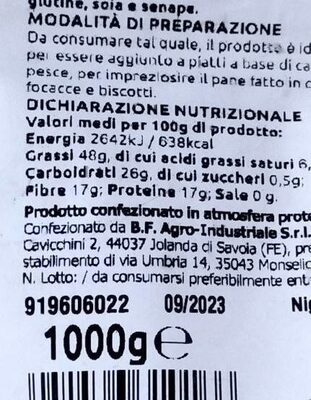 glutine, soia e senape.
MODALITÀ DI PREPARAZIONE
Da consumare tal quale, il prodotto è id
per essere aggiunto a piatti a base di ca
pesce, per impreziosire il pane fatto in c
focacce e biscotti.
DICHIARAZIONE NUTRIZIONALE
Valori medi per 100g di prodotto:
Energia 2642kJ / 638kcal
Grassi 48g, di cui acidi grassi saturi 6,
Carboidrati 26g, di cui zuccheri 0,5g;
Fibre 17g; Proteine 17g; Sale 0 g.
Prodotto confezionato in atmosfera prote
Confezionato da B.F. Agro-Industriale S.r.l.
Cavicchini 2, 44037 Jolanda di Savoia (FE), pre
stabilimento di via Umbria 14, 35043 Monselic
N. Lotto: / da consumarsi preferibilmente ent
919606022 09/2023 Nig
1000g e